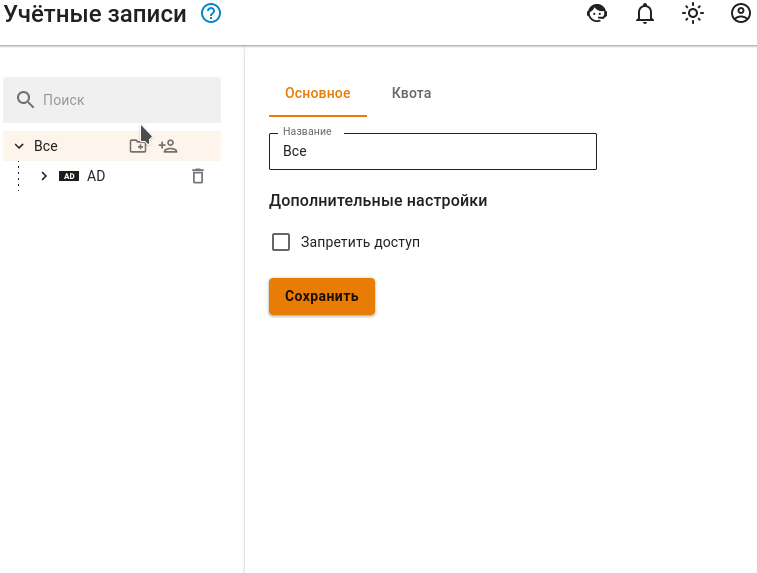 Учётные записи
Поиск
Все
AD AD
Основное Квота
Название
Все
Дополнительные настройки
Запретить доступ
Сохранить